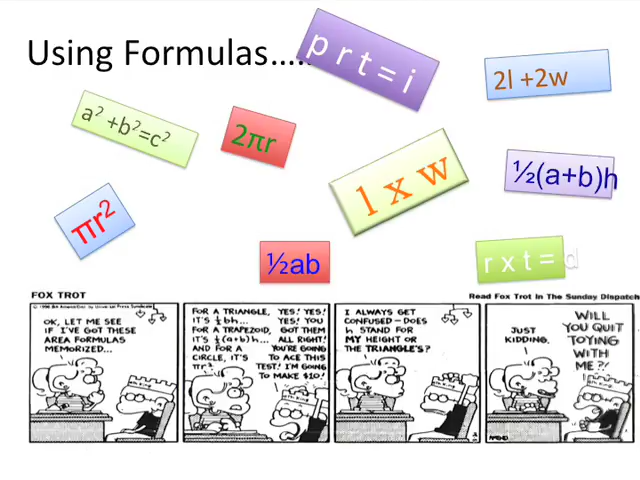 Using Formulas.....
p r t = i
2l +2w
a² +b²=c²
2πr
l x w
½(a+b)h
πr²
½ab
r x t = d
FOX TROT
Read Fox Trot In The Sunday Dispatch
OK, LET ME SEE
IF I'VE GOT THESE
AREA FORMULAS
MEMORIZED...
FOR A TRIANGLE,
IT'S ½bh...
FOR A TRAPEZOID,
IT'S ½(a+b)h...
AND FOR A
CIRCLE, IT'S
πr².
YES! YES!
YES! YOU
GOT THEM
ALL RIGHT!
YOU'RE GOING
TO ACE THIS
TEST! I'M GOING
TO MAKE $10!
I ALWAYS GET
CONFUSED–DOES
h STAND FOR
MY HEIGHT OR
THE TRIANGLE'S?
JUST
KIDDING.
WILL
YOU QUIT
TOYING
WITH
ME?!